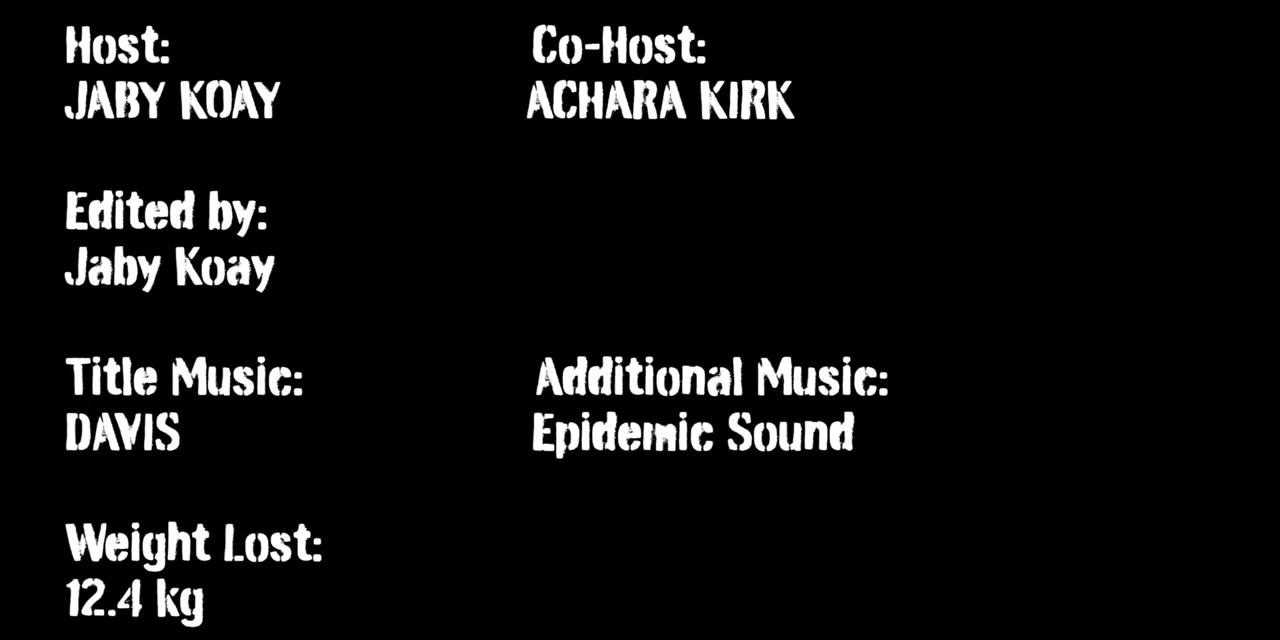 Host:
JABY KOAY
Co-Host:
ACHARA KIRK
Edited by:
Jaby Koay
Title Music:
DAVIS
Additional Music:
Epidemic Sound
Weight Lost:
12.4 kg